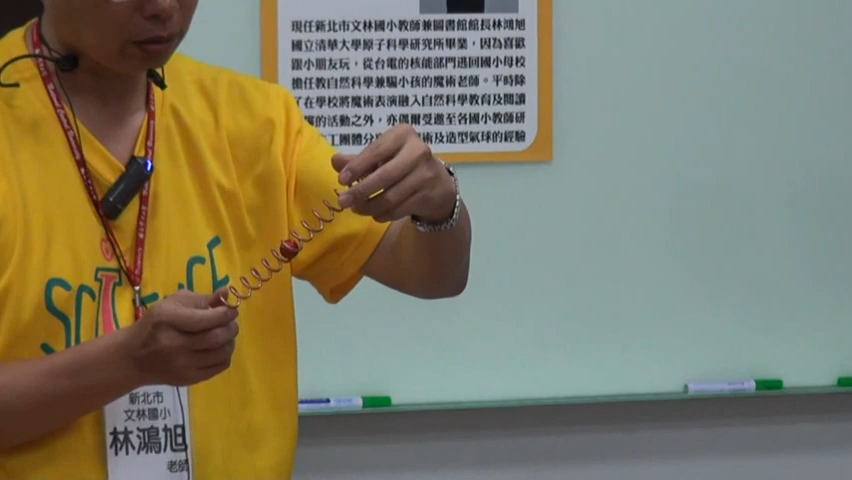 現任新北市文林國小教師兼圖書館館長林鴻旭
國立清華大學原子科學研究所畢業，因為喜歡
跟小朋友玩，從台電的核能部門逃回國小母校
擔任教自然科學兼騙小孩的魔術老師。平時除
了在學校將魔術表演融入自然科學教育及閱讀
的活動之外，亦偶爾受邀至各國小教師研
工團體分 術及造型氣球的經驗
SCIENCE
新北市
文林國小
林鴻旭
老師